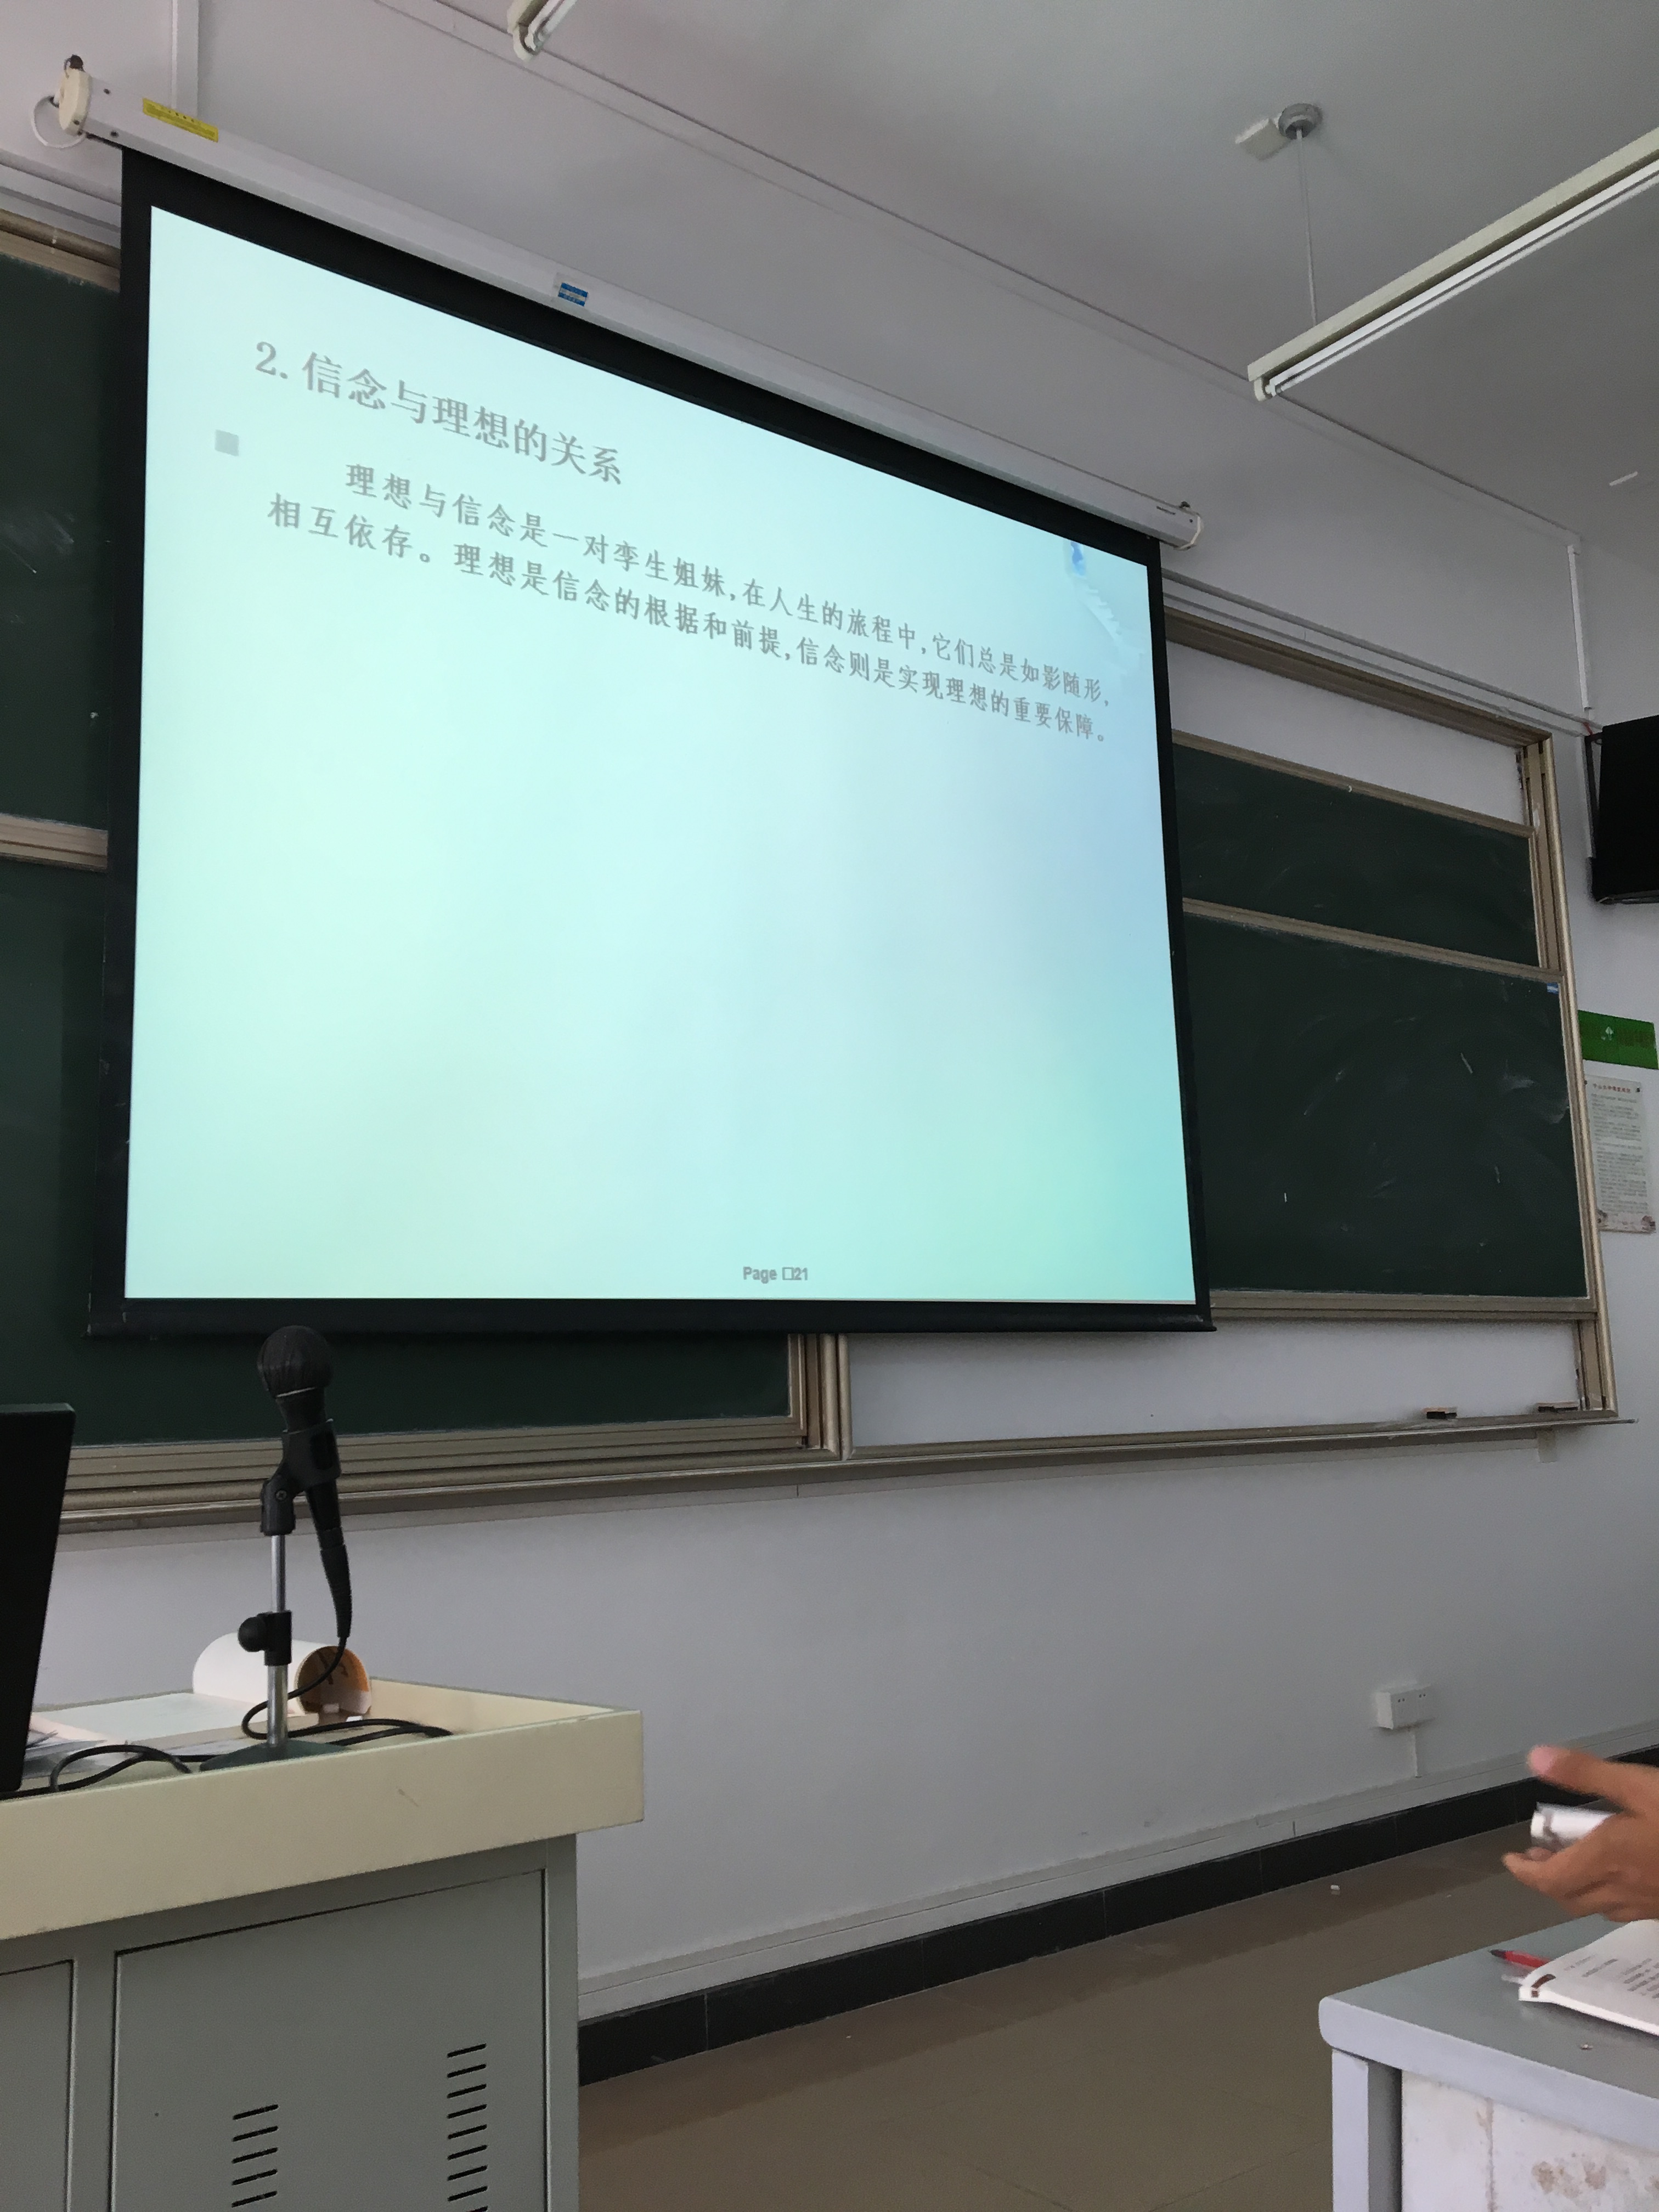 2. 信念与理想的关系
理想与信念是一对孪生姐妹,在人生的旅程中,它们总是如影随形,
相互依存。理想是信念的根据和前提,信念则是实现理想的重要保障。
Page □21